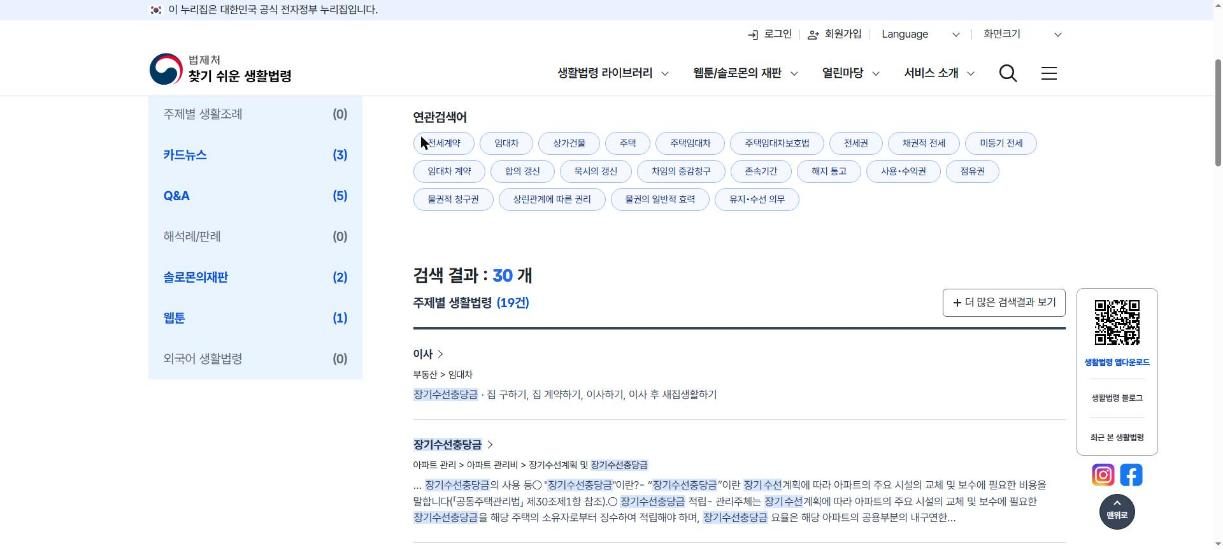 이 누리집은 대한민국 공식 전자정부 누리집입니다.
로그인 회원가입 Language 화면크기
법제처
찾기 쉬운 생활법령
생활법령 라이브러리 웹툰/솔로몬의 재판 열린마당 서비스 소개
주제별 생활조례 (0)
카드뉴스 (3)
Q&A (5)
해석례/판례 (0)
솔로몬의재판 (2)
웹툰 (1)
외국어 생활법령 (0)
연관검색어
전세계약 임대차 상가건물 주택 주택임대차 주택임대차보호법 전세권 채권적 전세 미등기 전세
임대차 계약 합의 갱신 묵시의 갱신 차임의 증감청구 존속기간 해지 통고 사용·수익권 점유권
물권적 청구권 상린관계에 따른 권리 물권의 일반적 효력 유지·수선 의무
검색 결과 : 30 개
주제별 생활법령 (19건)
+ 더 많은 검색결과 보기
이사 >
부동산 > 임대차
장기수선충당금 · 집 구하기, 집 계약하기, 이사하기, 이사 후 새집생활하기
장기수선충당금 >
아파트 관리 > 아파트 관리비 > 장기수선계획 및 장기수선충당금
... 장기수선충당금의 사용 등○ "장기수선충당금"이란?- "장기수선충당금"이란 장기수선계획에 따라 아파트의 주요 시설의 교체 및 보수에 필요한 비용을
말합니다(「공동주택관리법」 제30조제1항 참조).○ 장기수선충당금 적립- 관리주체는 장기수선계획에 따라 아파트의 주요 시설의 교체 및 보수에 필요한
장기수선충당금을 해당 주택의 소유자로부터 징수하여 적립해야 하며, 장기수선충당금 요율은 해당 아파트의 공용부분의 내구연한...
생활법령 앱다운로드
생활법령 블로그
최근 본 생활법령
맨위로